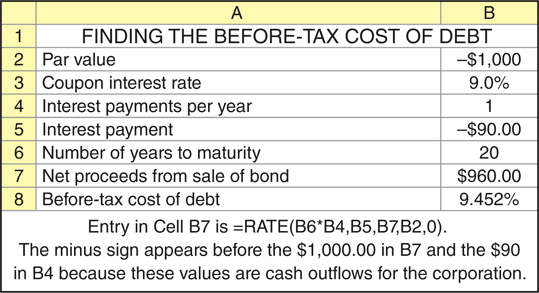 A B
1 FINDING THE BEFORE-TAX COST OF DEBT
2 Par value –$1,000
3 Coupon interest rate 9.0%
4 Interest payments per year 1
5 Interest payment –$90.00
6 Number of years to maturity 20
7 Net proceeds from sale of bond $960.00
8 Before-tax cost of debt 9.452%
Entry in Cell B7 is =RATE(B6*B4,B5,B7,B2,0).
The minus sign appears before the $1,000.00 in B7 and the $90
in B4 because these values are cash outflows for the corporation.